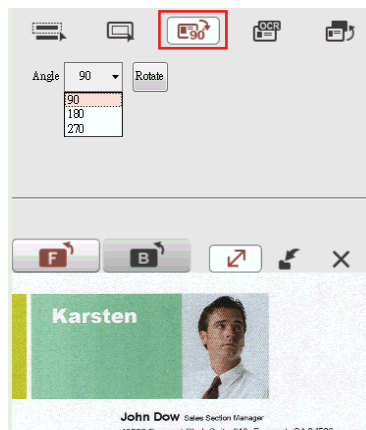 90
OCR
Angle 90 Rotate
90
180
270
F B
Karsten
John Dow Sales Section Manager